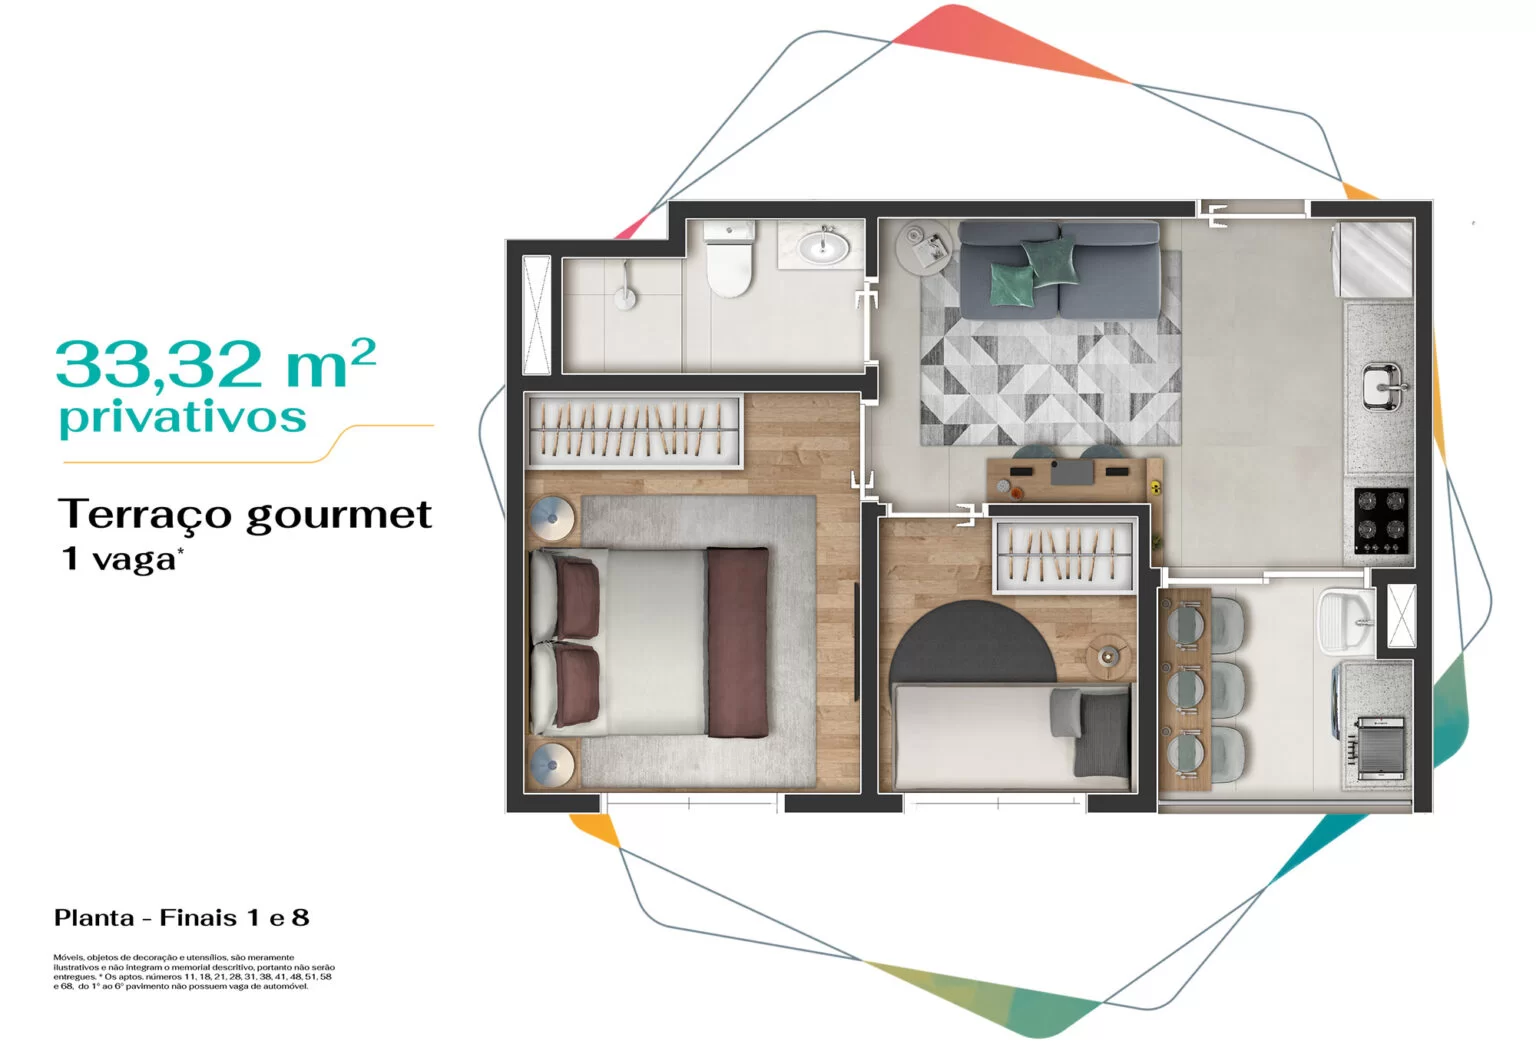 33,32 m²
privativos
Terraço gourmet
1 vaga*
Planta - Finais 1 e 8
Móveis, objetos de decoração e utensílios, são meramente
ilustrativos e não integram o memorial descritivo, portanto não serão
entregues. * Os aptos. números 11, 18, 21, 28, 31, 38, 41, 48, 51, 58
e 68, do 1º ao 6º pavimento não possuem vaga de automóvel.